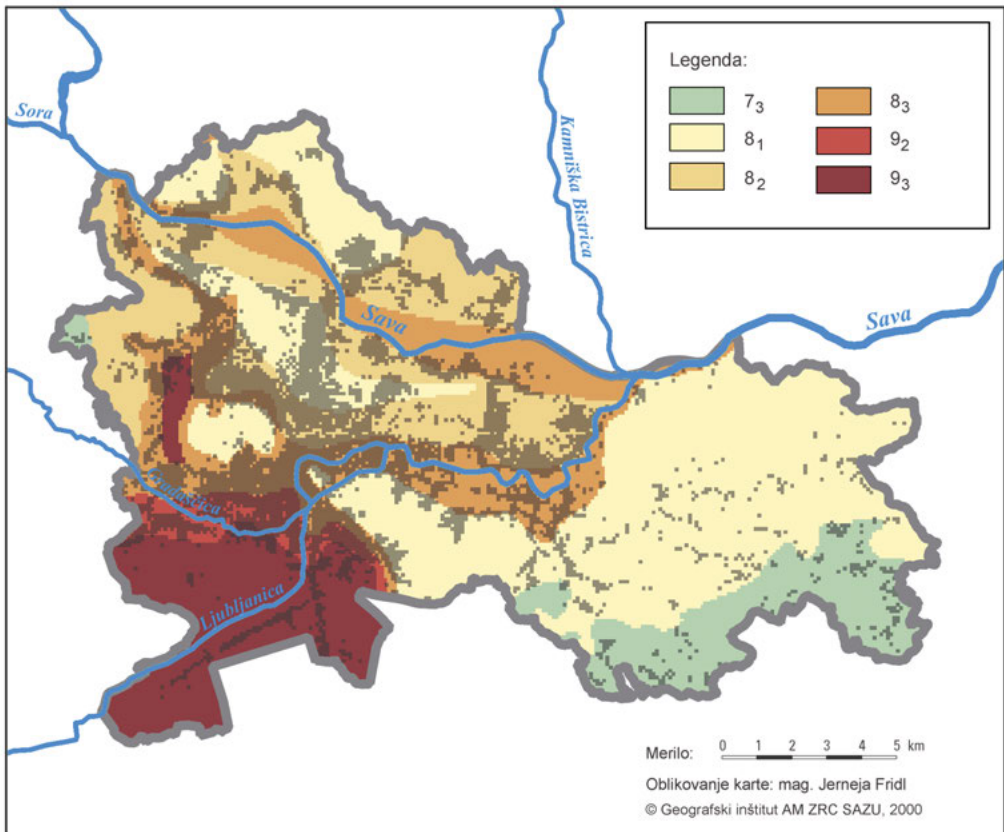 Sora
Kamniška Bistrica
Legenda:
7₃
8₃
8₁
9₂
8₂
9₃
Sava
Sava
Gradaščica
Ljubljanica
Merilo: 0 1 2 3 4 5 km
Oblikovanje karte: mag. Jerneja Fridl
© Geografski inštitut AM ZRC SAZU, 2000